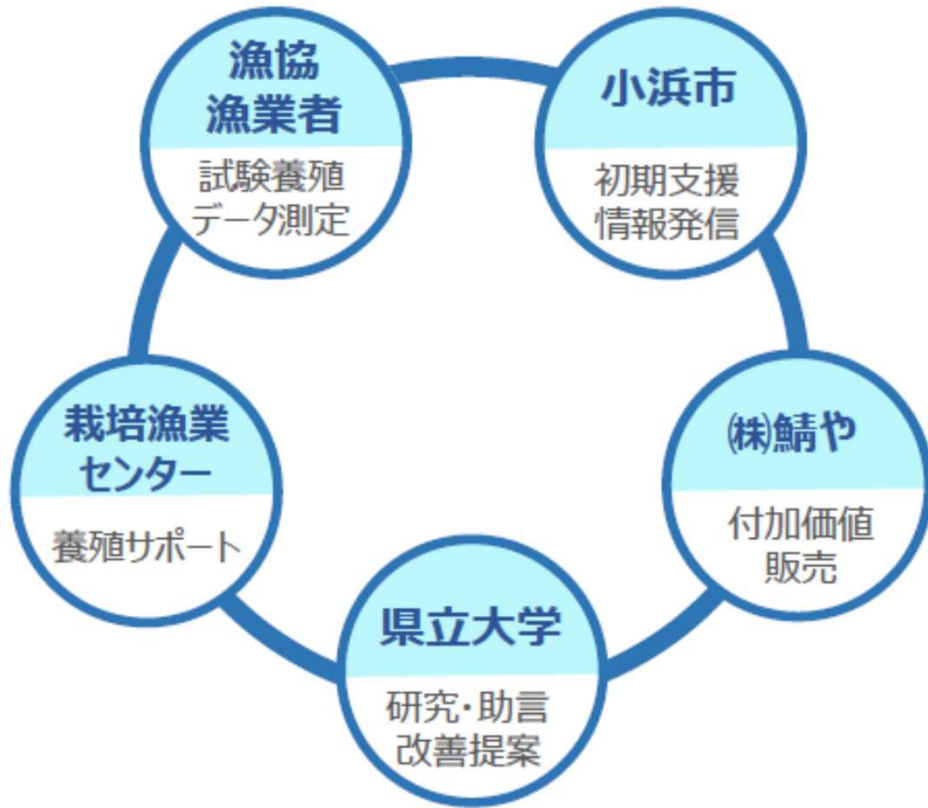 漁協
漁業者
試験養殖
データ測定
小浜市
初期支援
情報発信
栽培漁業
センター
養殖サポート
㈱鯖や
付加価値
販売
県立大学
研究・助言
改善提案